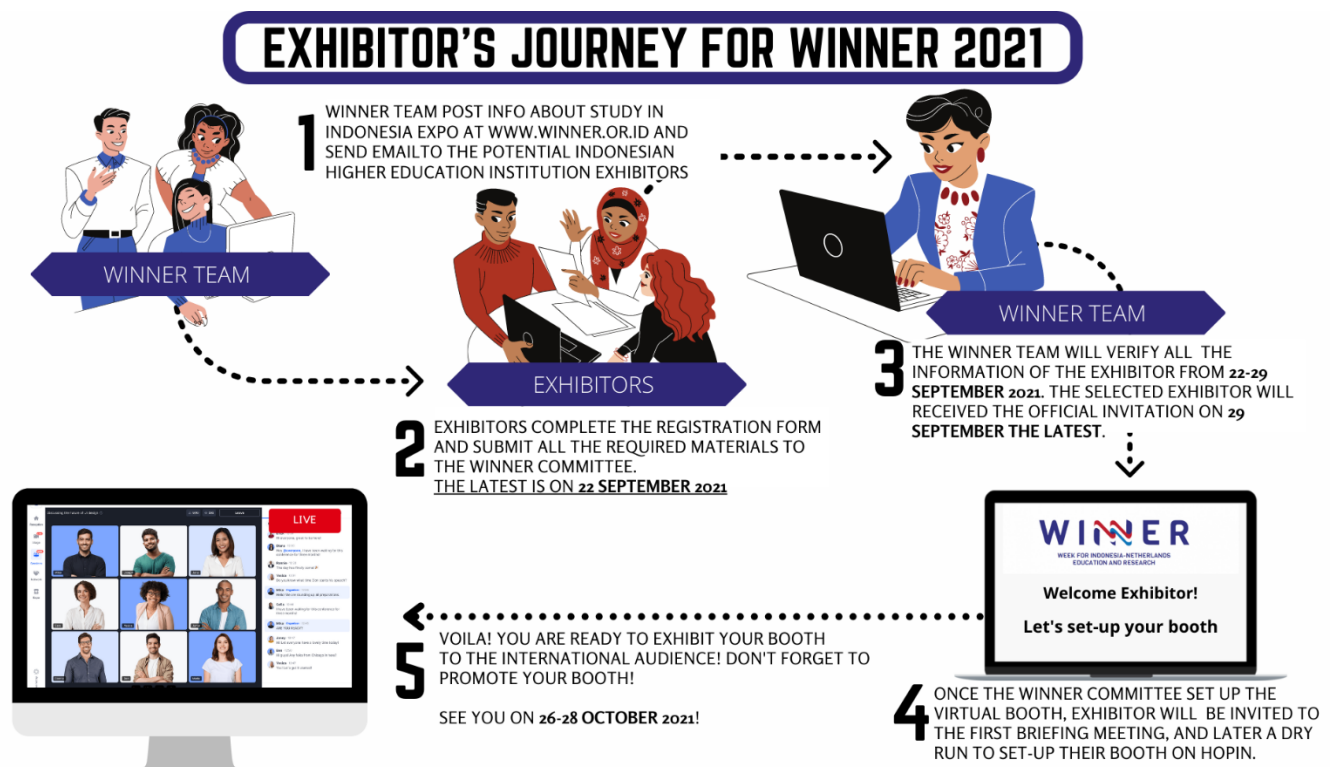 EXHIBITOR'S JOURNEY FOR WINNER 2021
1
WINNER TEAM POST INFO ABOUT STUDY IN
INDONESIA EXPO AT WWW.WINNER.OR.ID AND
SEND EMAILTO THE POTENTIAL INDONESIAN
HIGHER EDUCATION INSTITUTION EXHIBITORS
WINNER TEAM
EXHIBITORS
2
EXHIBITORS COMPLETE THE REGISTRATION FORM
AND SUBMIT ALL THE REQUIRED MATERIALS TO
THE WINNER COMMITTEE.
THE LATEST IS ON 22 SEPTEMBER 2021
WINNER TEAM
3
THE WINNER TEAM WILL VERIFY ALL THE
INFORMATION OF THE EXHIBITOR FROM 22-29
SEPTEMBER 2021. THE SELECTED EXHIBITOR WILL
RECEIVED THE OFFICIAL INVITATION ON 29
SEPTEMBER THE LATEST.
WINNER
WEEK FOR INDONESIA-NETHERLANDS
EDUCATION AND RESEARCH
Welcome Exhibitor!
Let's set-up your booth
4
ONCE THE WINNER COMMITTEE SET UP THE
VIRTUAL BOOTH, EXHIBITOR WILL BE INVITED TO
THE FIRST BRIEFING MEETING, AND LATER A DRY
RUN TO SET-UP THEIR BOOTH ON HOPIN.
5
VOILA! YOU ARE READY TO EXHIBIT YOUR BOOTH
TO THE INTERNATIONAL AUDIENCE! DON'T FORGET TO
PROMOTE YOUR BOOTH!
SEE YOU ON 26-28 OCTOBER 2021!
LIVE